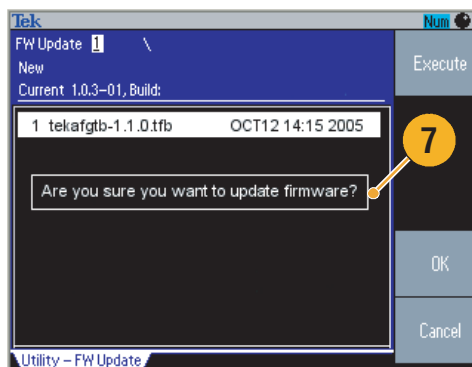 Tek Num
FW Update 1 \
New
Current 1.0.3–01, Build:
Execute
1 tekafgtb-1.1.0.tfb OCT12 14:15 2005
7
Are you sure you want to update firmware?
OK
Cancel
Utility – FW Update